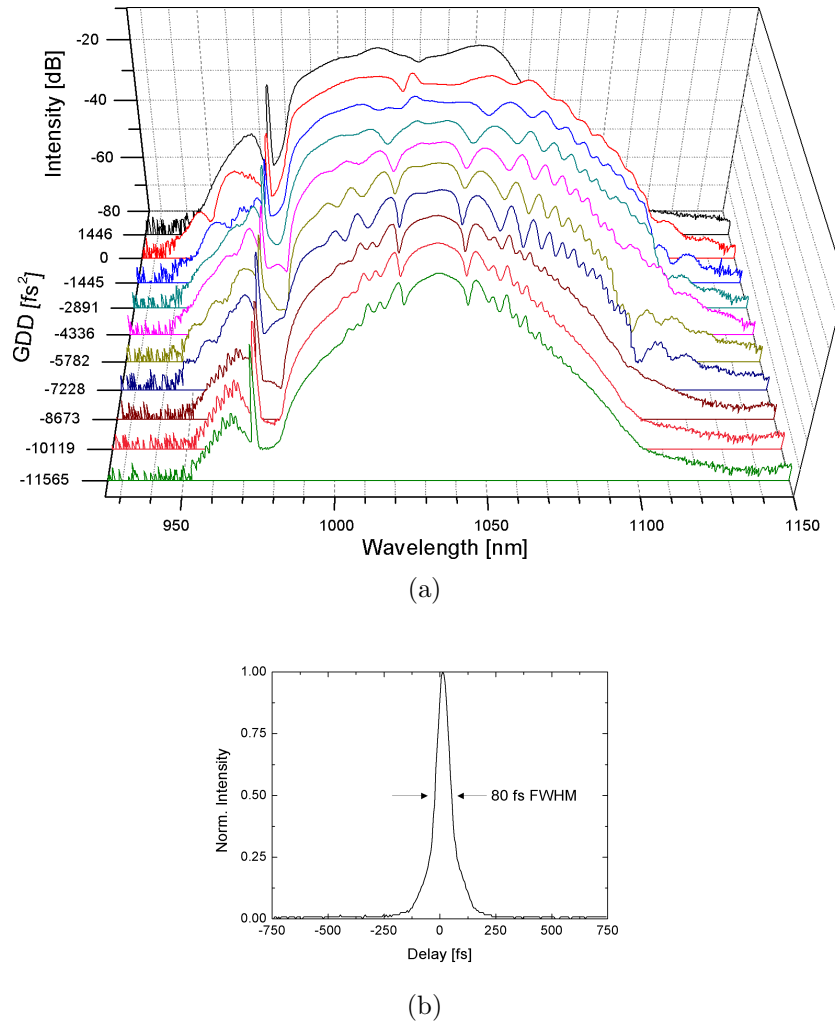 Intensity [dB]
-20
-40
-60
-80
GDD [fs²]
1446
0
-1445
-2891
-4336
-5782
-7228
-8673
-10119
-11565
950 1000 1050 1100 1150
Wavelength [nm]
(a)
Norm. Intensity
1.00
0.75
0.50
0.25
0.00
80 fs FWHM
-750 -500 -250 0 250 500 750
Delay [fs]
(b)